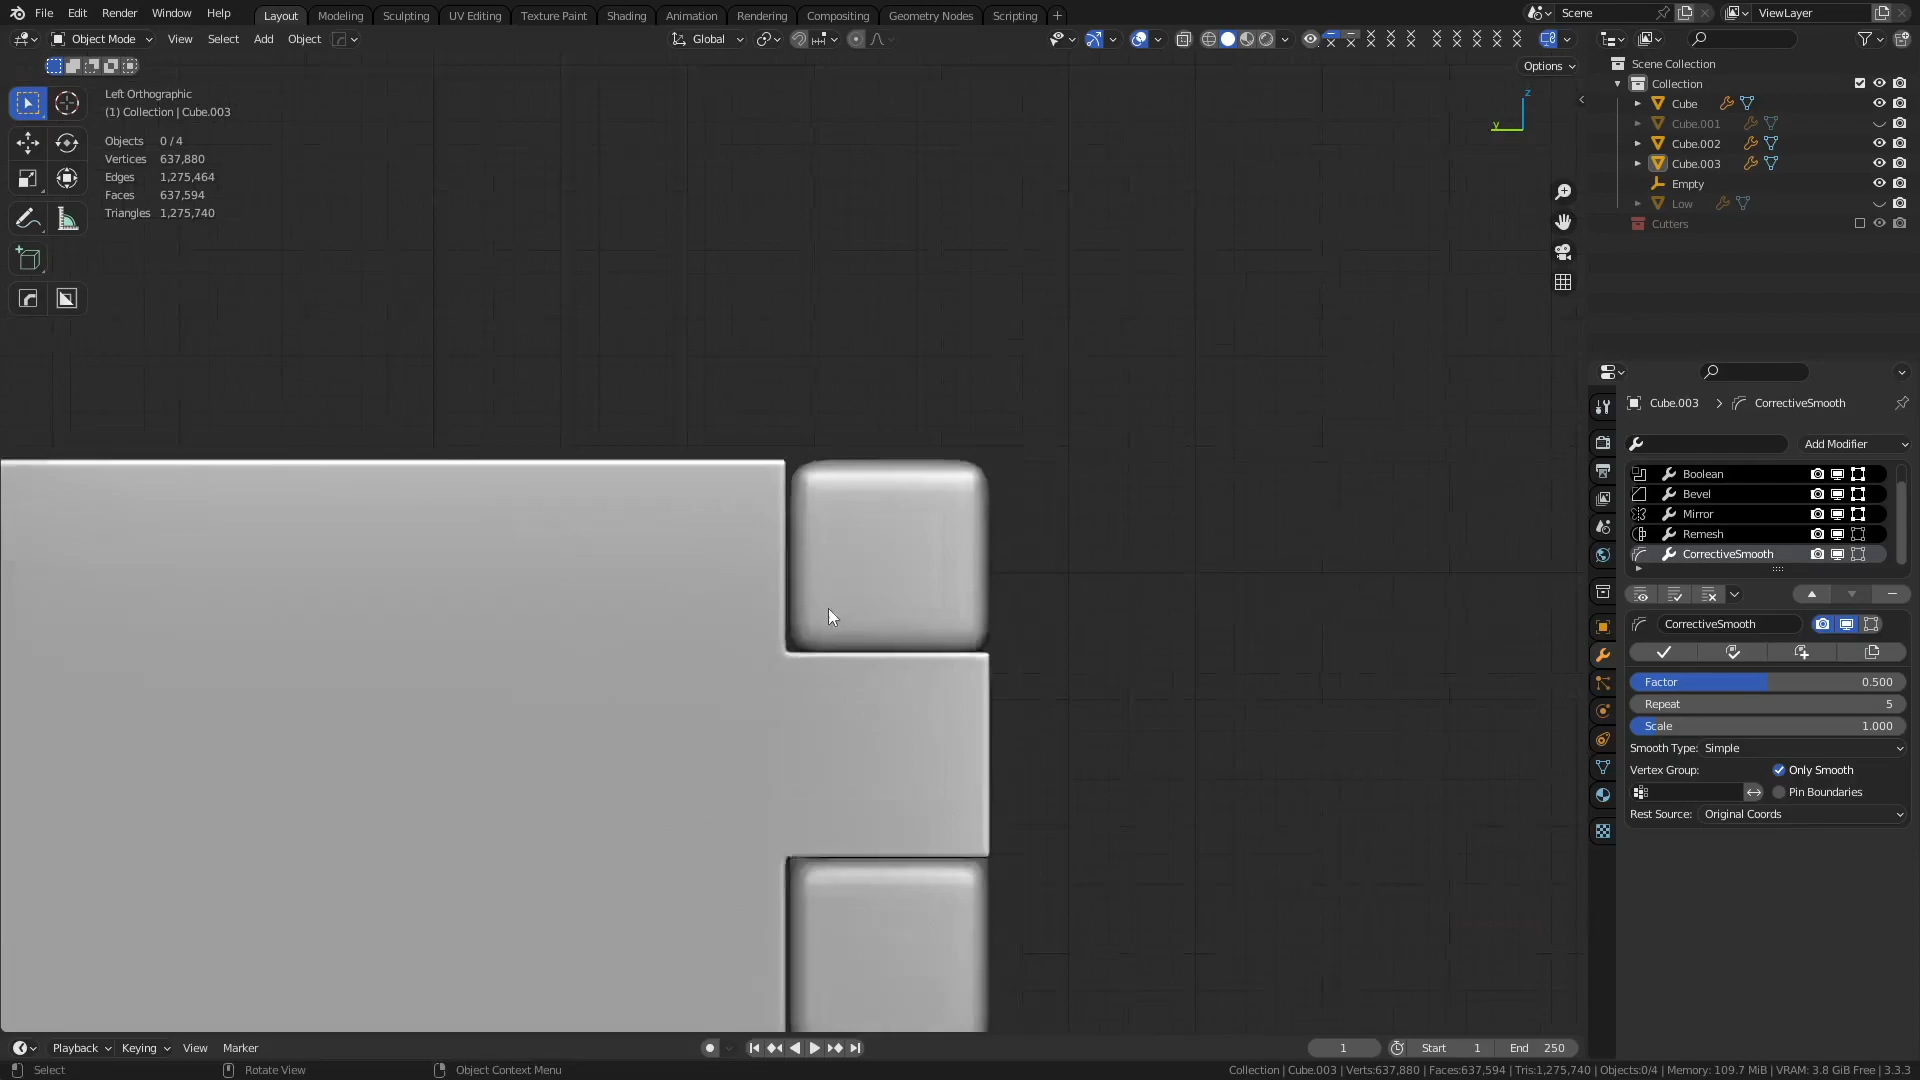 File Edit Render Window Help Layout Modeling Sculpting UV Editing Texture Paint Shading Animation Rendering Compositing Geometry Nodes Scripting + Scene ViewLayer
Object Mode View Select Add Object Global
Options
Left Orthographic
(1) Collection | Cube.003
Objects 0/4
Vertices 637,880
Edges 1,275,464
Faces 637,594
Triangles 1,275,740
z
y
Scene Collection
Collection
Cube
Cube.001
Cube.002
Cube.003
Empty
Low
Cutters
Cube.003 > CorrectiveSmooth
Add Modifier
Boolean
Bevel
Mirror
Remesh
CorrectiveSmooth
CorrectiveSmooth
Factor 0.500
Repeat 5
Scale 1.000
Smooth Type: Simple
Vertex Group: Only Smooth
Pin Boundaries
Rest Source: Original Coords
Playback Keying View Marker 1 Start 1 End 250
Select Rotate View Object Context Menu Collection | Cube.003 | Verts:637,880 | Faces:637,594 | Tris:1,275,740 | Objects:0/4 | Memory: 109.7 MiB | VRAM: 3.8 GiB Free | 3.3.3